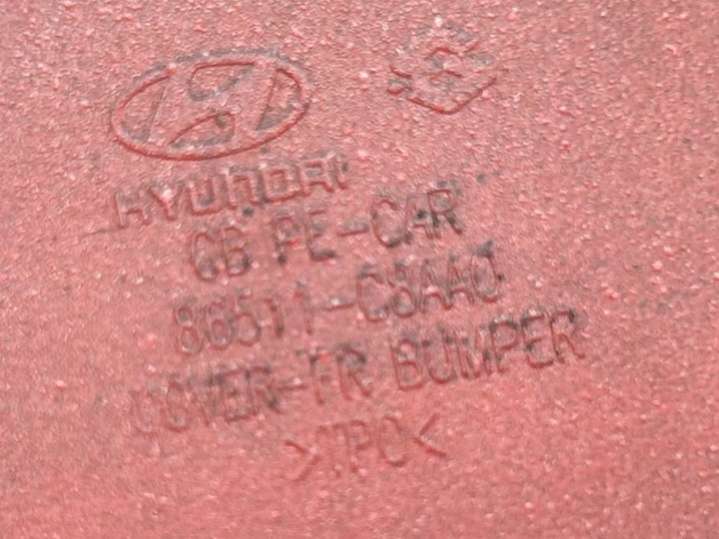 HYUNDAI
GB PE-CAR
86511-C8AA0
COVER-FR BUMPER
>TPO<